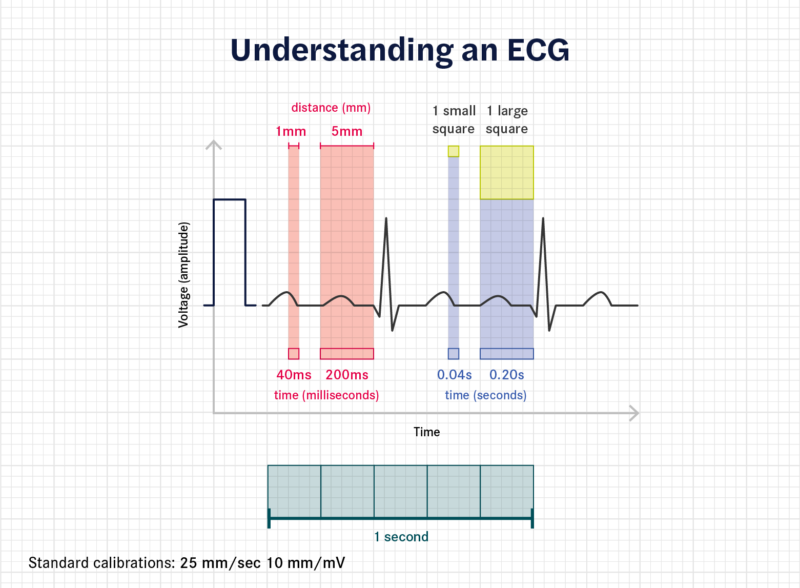 Understanding an ECG
distance (mm)
1mm
5mm
1 small
square
1 large
square
Voltage (amplitude)
40ms
200ms
time (milliseconds)
0.04s
0.20s
time (seconds)
Time
1 second
Standard calibrations: 25 mm/sec 10 mm/mV